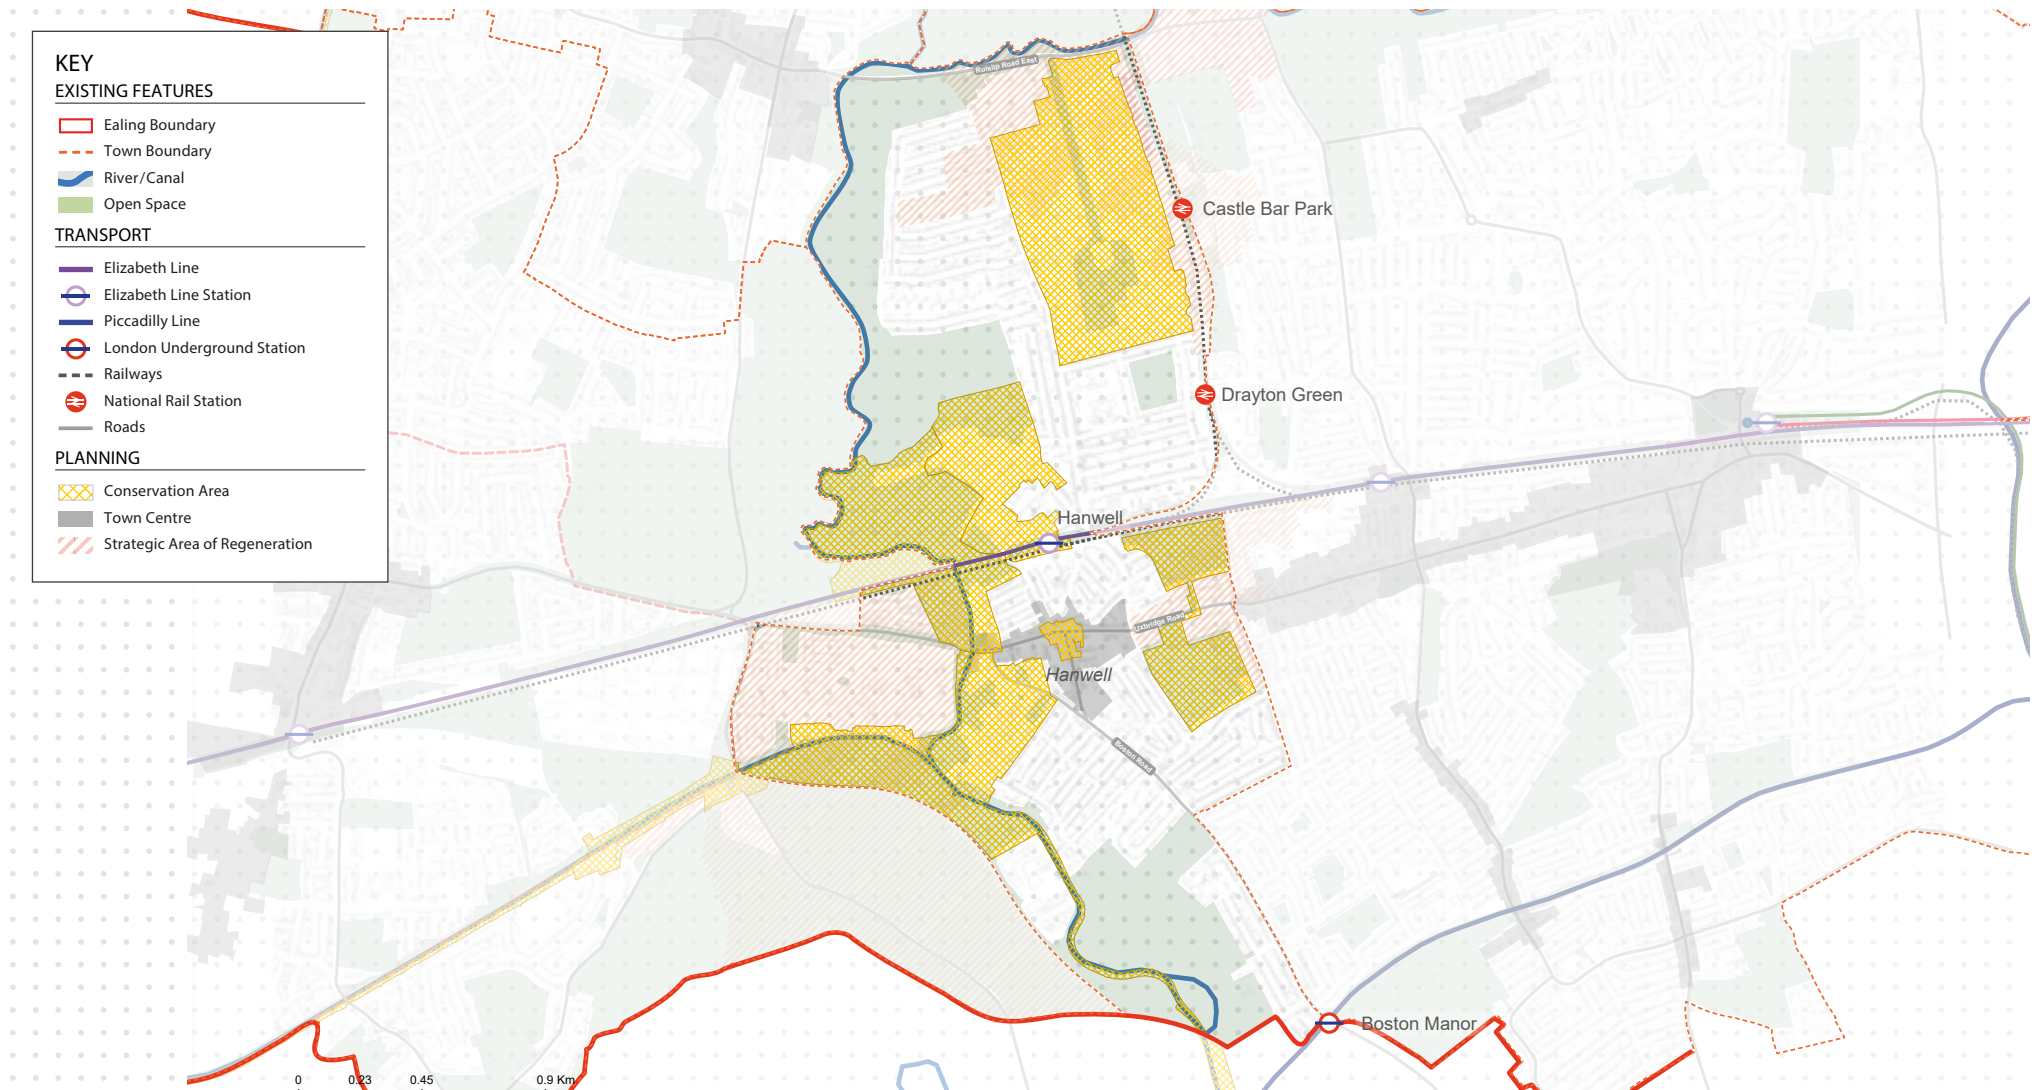 KEY
EXISTING FEATURES
Ealing Boundary
Town Boundary
River/Canal
Open Space
TRANSPORT
Elizabeth Line
Elizabeth Line Station
Piccadilly Line
London Underground Station
Railways
National Rail Station
Roads
PLANNING
Conservation Area
Town Centre
Strategic Area of Regeneration
Ruislip Road East
Castle Bar Park
Drayton Green
Hanwell
Uxbridge Road
Hanwell
Boston Road
Boston Manor
0 0.23 0.45 0.9 Km